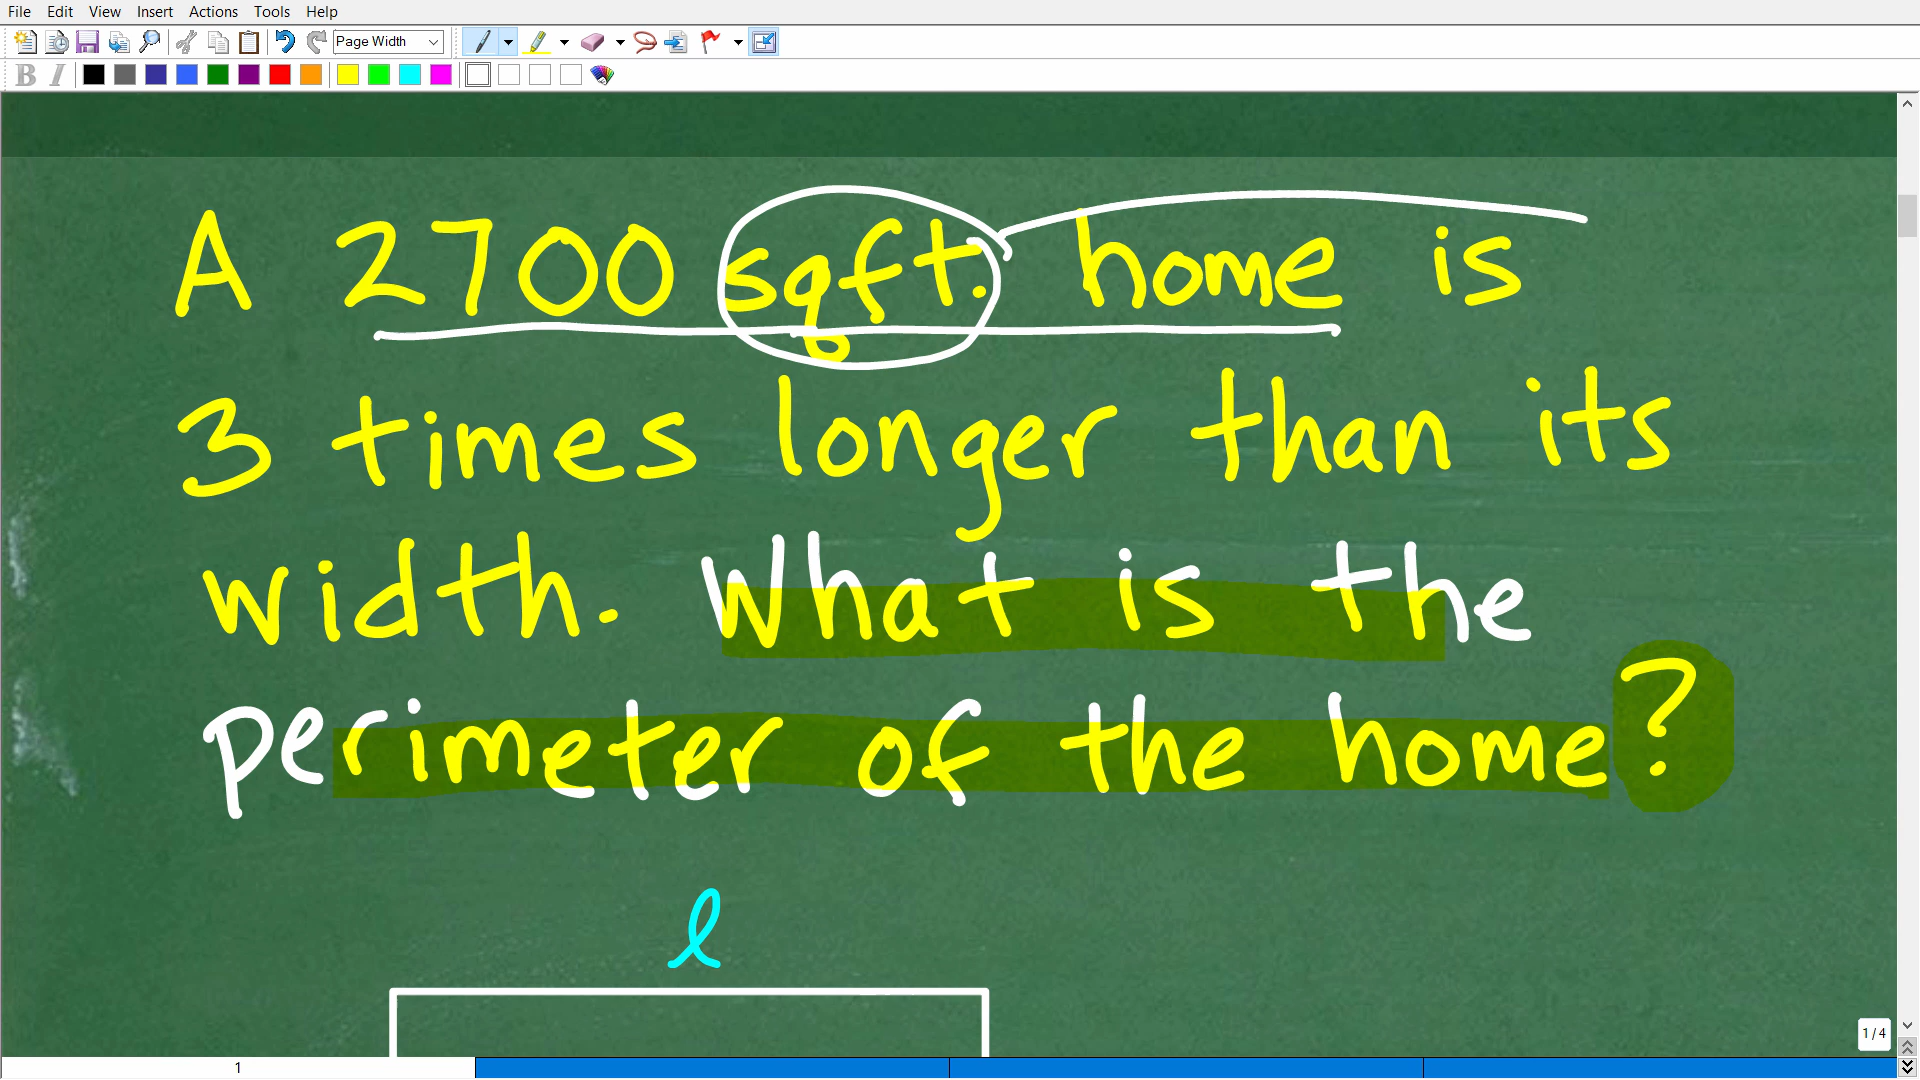 File Edit View Insert Actions Tools Help
Page Width
B I
A 2700 sqft. home is
3 times longer than its
width. What is the
perimeter of the home?
l
1 / 4
1